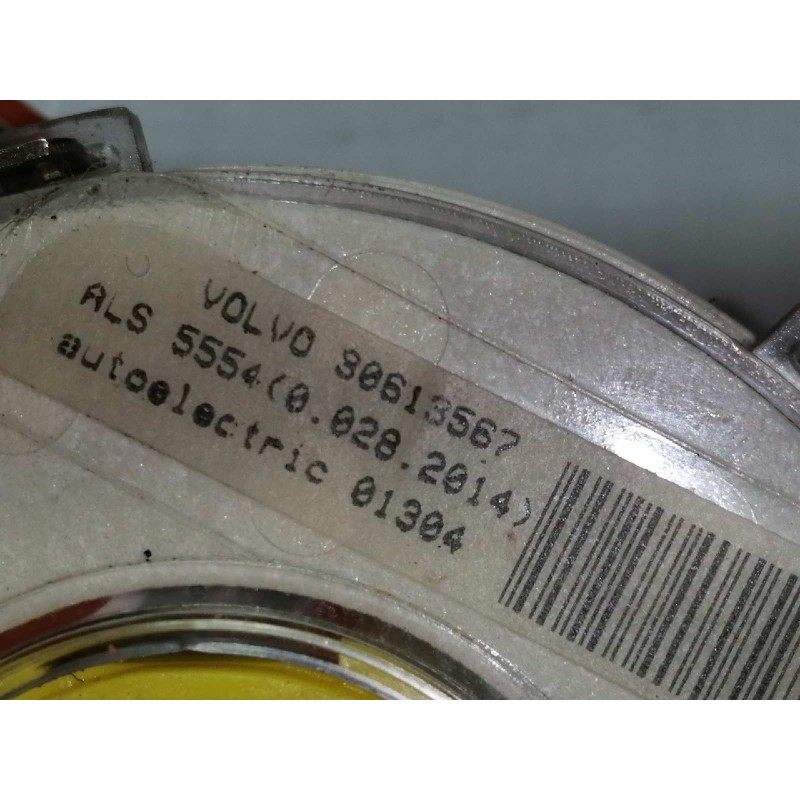 VOLVO 30613567
ALS 5554(0.028.2014)
autoelectric 01304